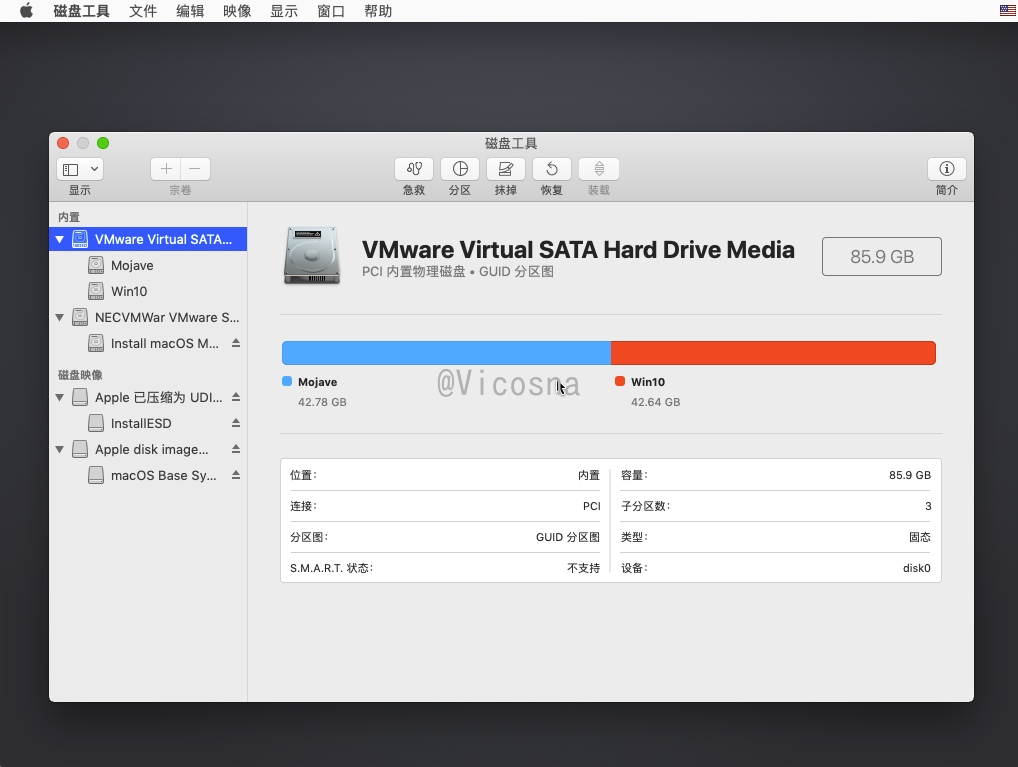 磁盘工具 文件 编辑 映像 显示 窗口 帮助
磁盘工具
显示 宗卷 急救 分区 抹掉 恢复 装载 简介
内置
VMware Virtual SATA...
Mojave
Win10
NECVMWar VMware S...
Install macOS M...
磁盘映像
Apple 已压缩为 UDI...
InstallESD
Apple disk image...
macOS Base Sy...
VMware Virtual SATA Hard Drive Media
PCI 内置物理磁盘 • GUID 分区图
85.9 GB
Mojave
42.78 GB
Win10
42.64 GB
@Vicosna
位置: 内置
容量: 85.9 GB
连接: PCI
子分区数: 3
分区图: GUID 分区图
类型: 固态
S.M.A.R.T. 状态: 不支持
设备: disk0